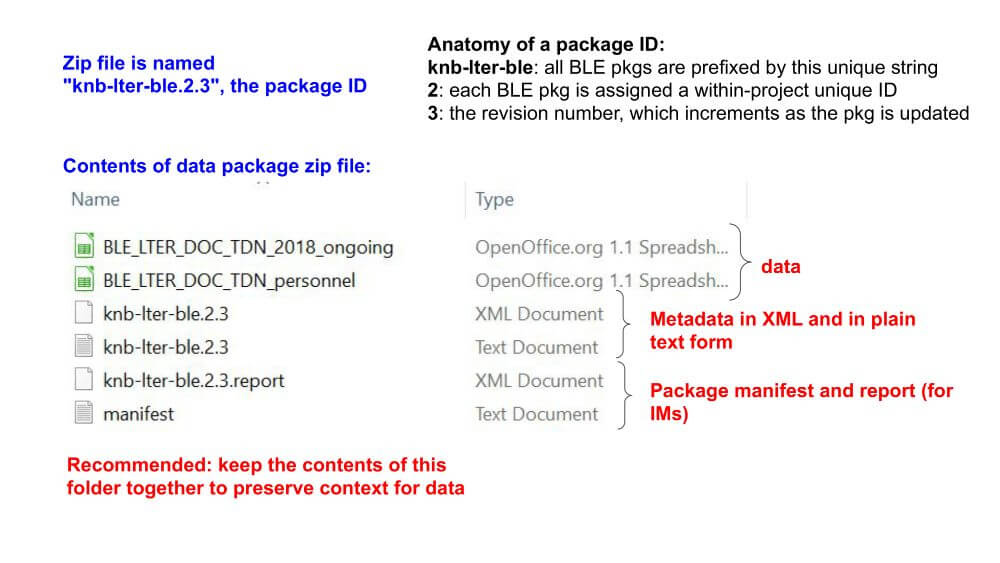 Zip file is named
"knb-lter-ble.2.3", the package ID
Anatomy of a package ID:
knb-lter-ble: all BLE pkgs are prefixed by this unique string
2: each BLE pkg is assigned a within-project unique ID
3: the revision number, which increments as the pkg is updated
Contents of data package zip file:
Name Type
BLE_LTER_DOC_TDN_2018_ongoing OpenOffice.org 1.1 Spreadsh...
BLE_LTER_DOC_TDN_personnel OpenOffice.org 1.1 Spreadsh...
data
knb-lter-ble.2.3 XML Document
knb-lter-ble.2.3 Text Document
Metadata in XML and in plain
text form
knb-lter-ble.2.3.report XML Document
manifest Text Document
Package manifest and report (for
IMs)
Recommended: keep the contents of this
folder together to preserve context for data